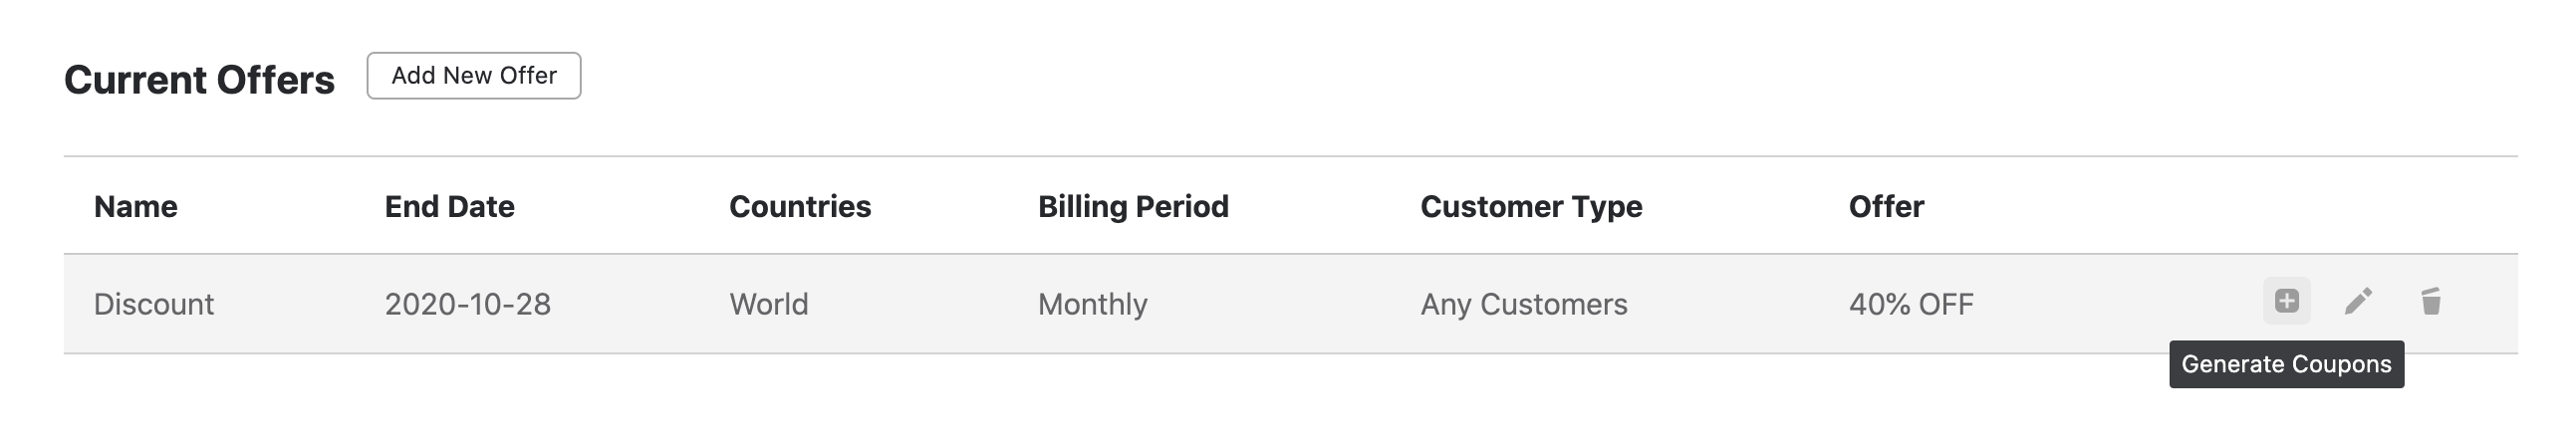 Current Offers Add New Offer
Name End Date Countries Billing Period Customer Type Offer
Discount 2020-10-28 World Monthly Any Customers 40% OFF
Generate Coupons